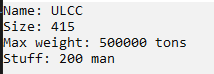 Name: ULCC
Size: 415
Max weight: 500000 tons
Stuff: 200 man